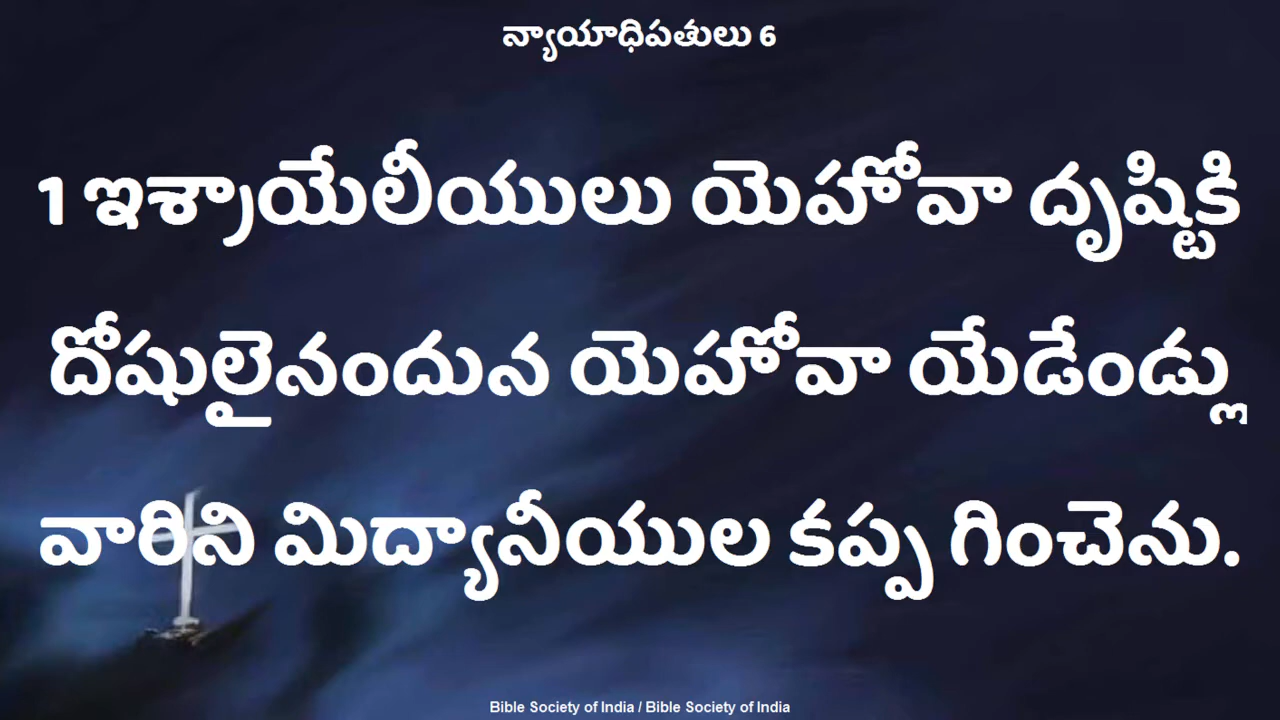 న్యాయాధిపతులు 6
1 ఇశ్రాయేలీయులు యెహోవా దృష్టికి
దోషులైనందున యెహోవా యేడేండ్లు
వారిని మిద్యానీయుల కప్ప గించెను.
Bible Society of India / Bible Society of India